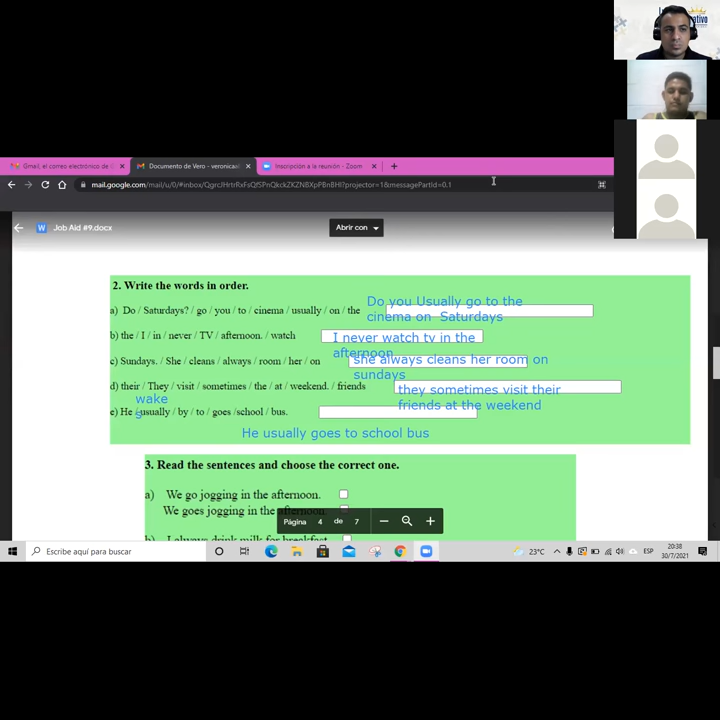 Gmail, el correo electrónico de
Documento de Vero - veronicaa
Inscripción a la reunión - Zoom
Job Aid #9.docx
Abrir con
2. Write the words in order.
a) Do / Saturdays? / go / you / to / cinema / usually / on / the
Do you Usually go to the
cinema on Saturdays
b) the / I / in / never / TV / afternoon. / watch
I never watch tv in the
afternoon
c) Sundays. / She / cleans / always / room / her / on
she always cleans her room on
sundays
d) their / They / visit / sometimes / the / at / weekend. / friends
they sometimes visit their
friends at the weekend
wake
s
e) He /usually / by / to / goes /school / bus.
He usually goes to school bus
3. Read the sentences and choose the correct one.
a) We go jogging in the afternoon.
We goes jogging in the afternoon.
Página 4 de 7
b) I always drink milk for breakfast.
Escribe aquí para buscar
23°C
ESP
20:38
30/7/2021